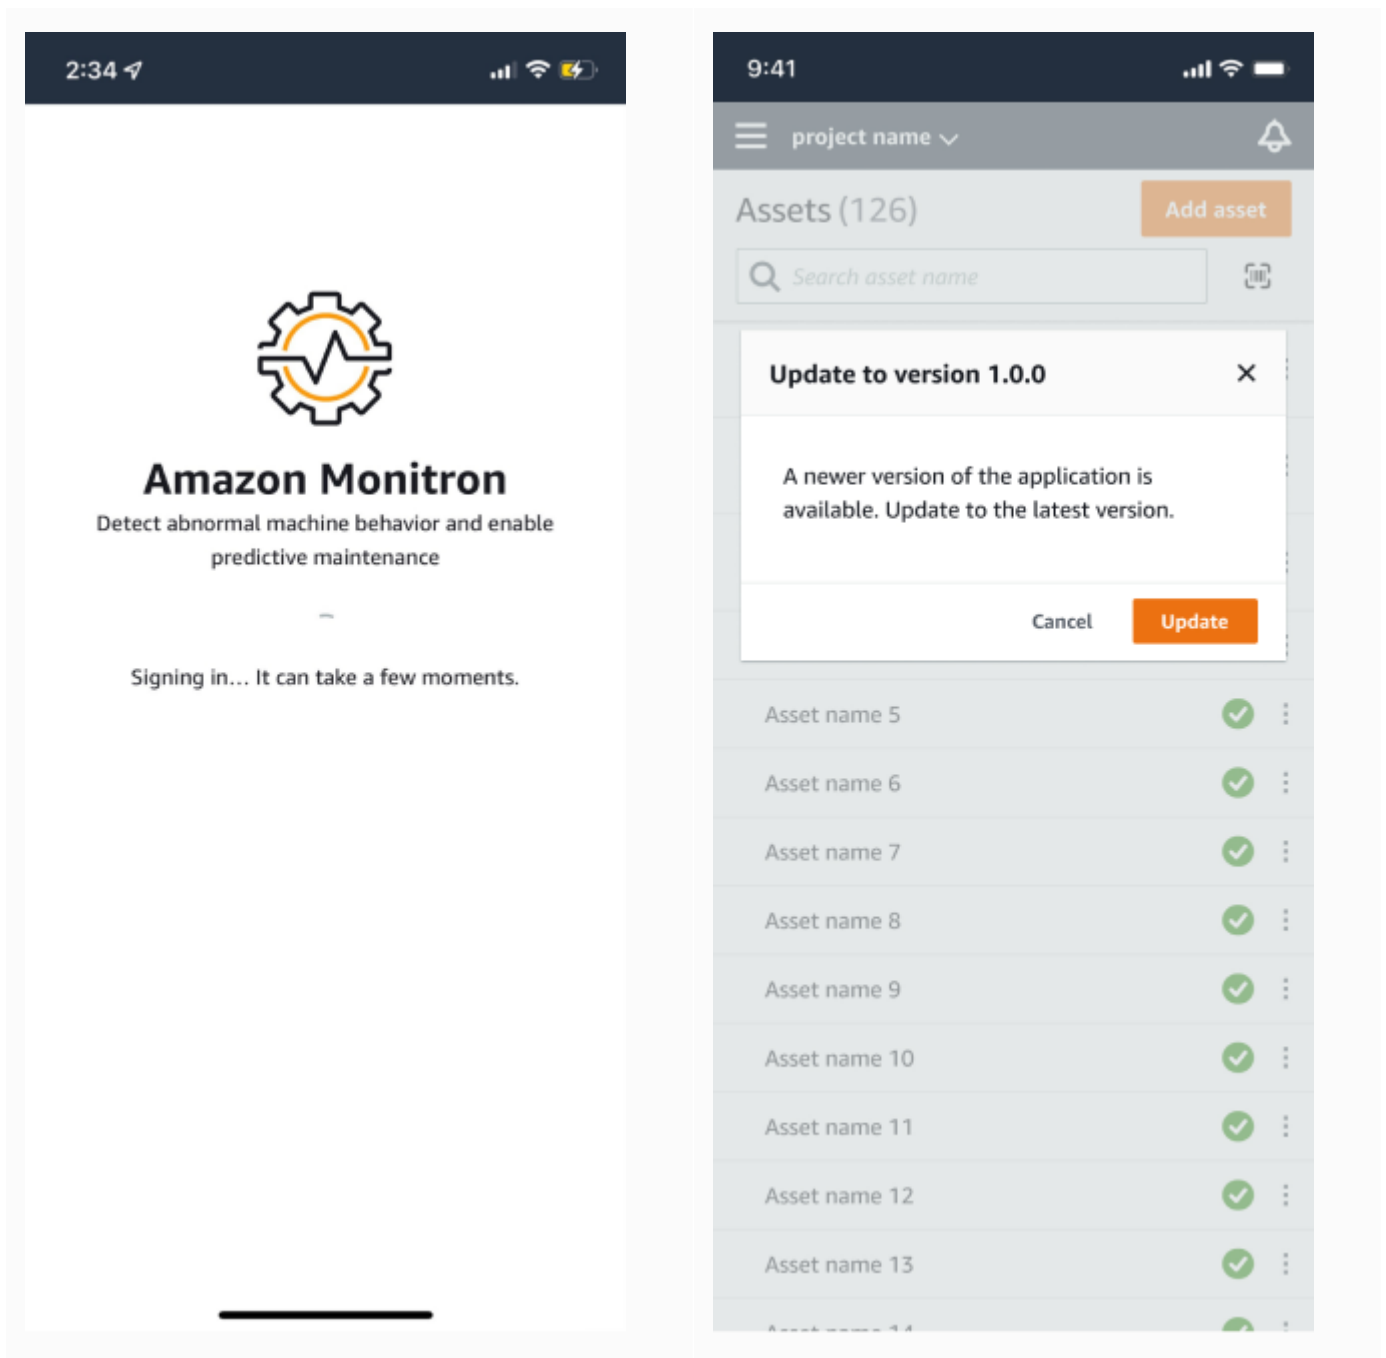 2:34
Amazon Monitron
Detect abnormal machine behavior and enable
predictive maintenance
Signing in... It can take a few moments.
9:41
project name
Assets (126)
Add asset
Search asset name
Update to version 1.0.0
A newer version of the application is
available. Update to the latest version.
Cancel
Update
Asset name 5
Asset name 6
Asset name 7
Asset name 8
Asset name 9
Asset name 10
Asset name 11
Asset name 12
Asset name 13
Asset name 14